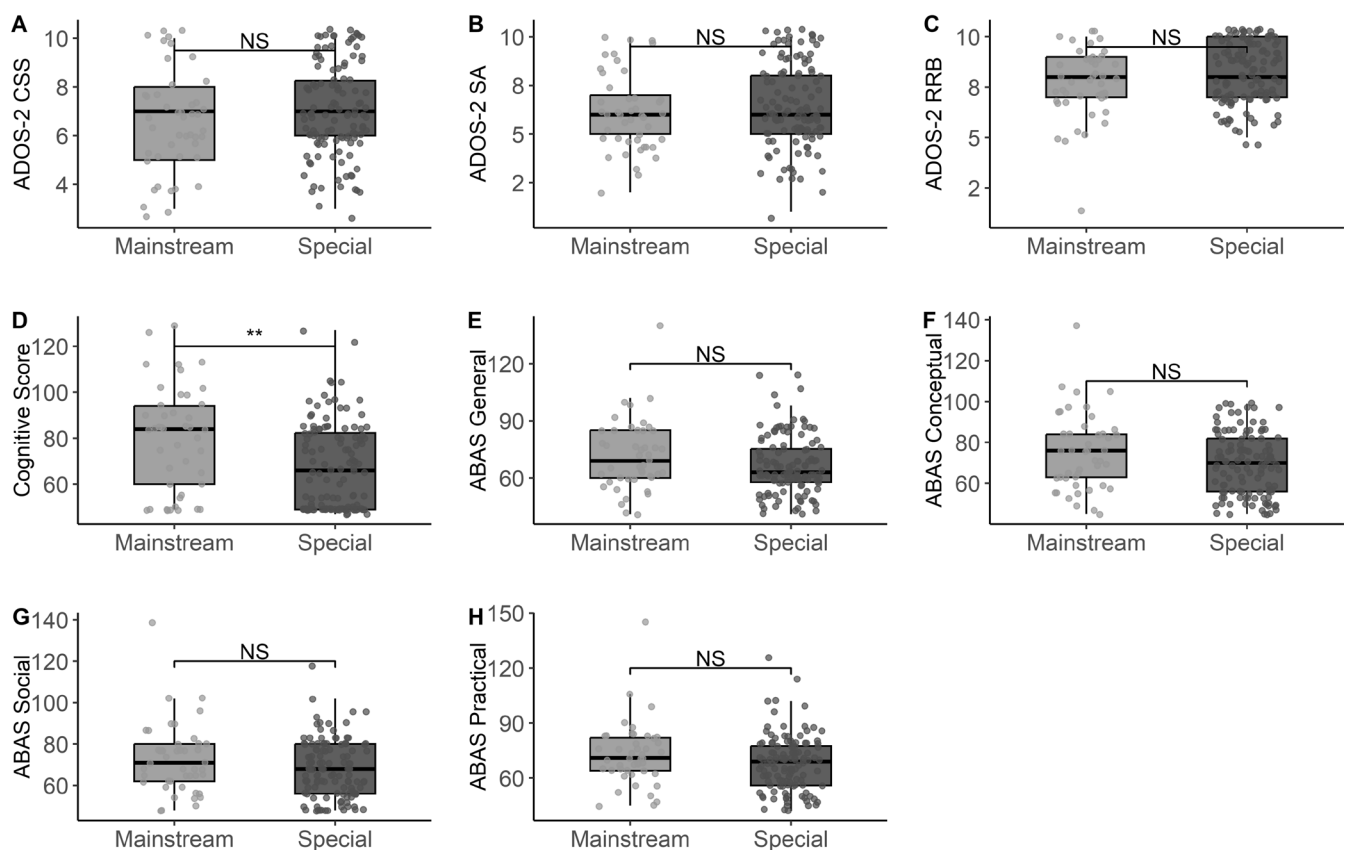 A
ADOS-2 CSS
10
8
6
4
NS
Mainstream Special
B
ADOS-2 SA
10
8
5
2
NS
Mainstream Special
C
ADOS-2 RRB
10
8
5
2
NS
Mainstream Special
D
Cognitive Score
120
100
80
60
**
Mainstream Special
E
ABAS General
120
90
60
NS
Mainstream Special
F
ABAS Conceptual
140
120
100
80
60
NS
Mainstream Special
G
ABAS Social
140
120
100
80
60
NS
Mainstream Special
H
ABAS Practical
150
120
90
60
NS
Mainstream Special